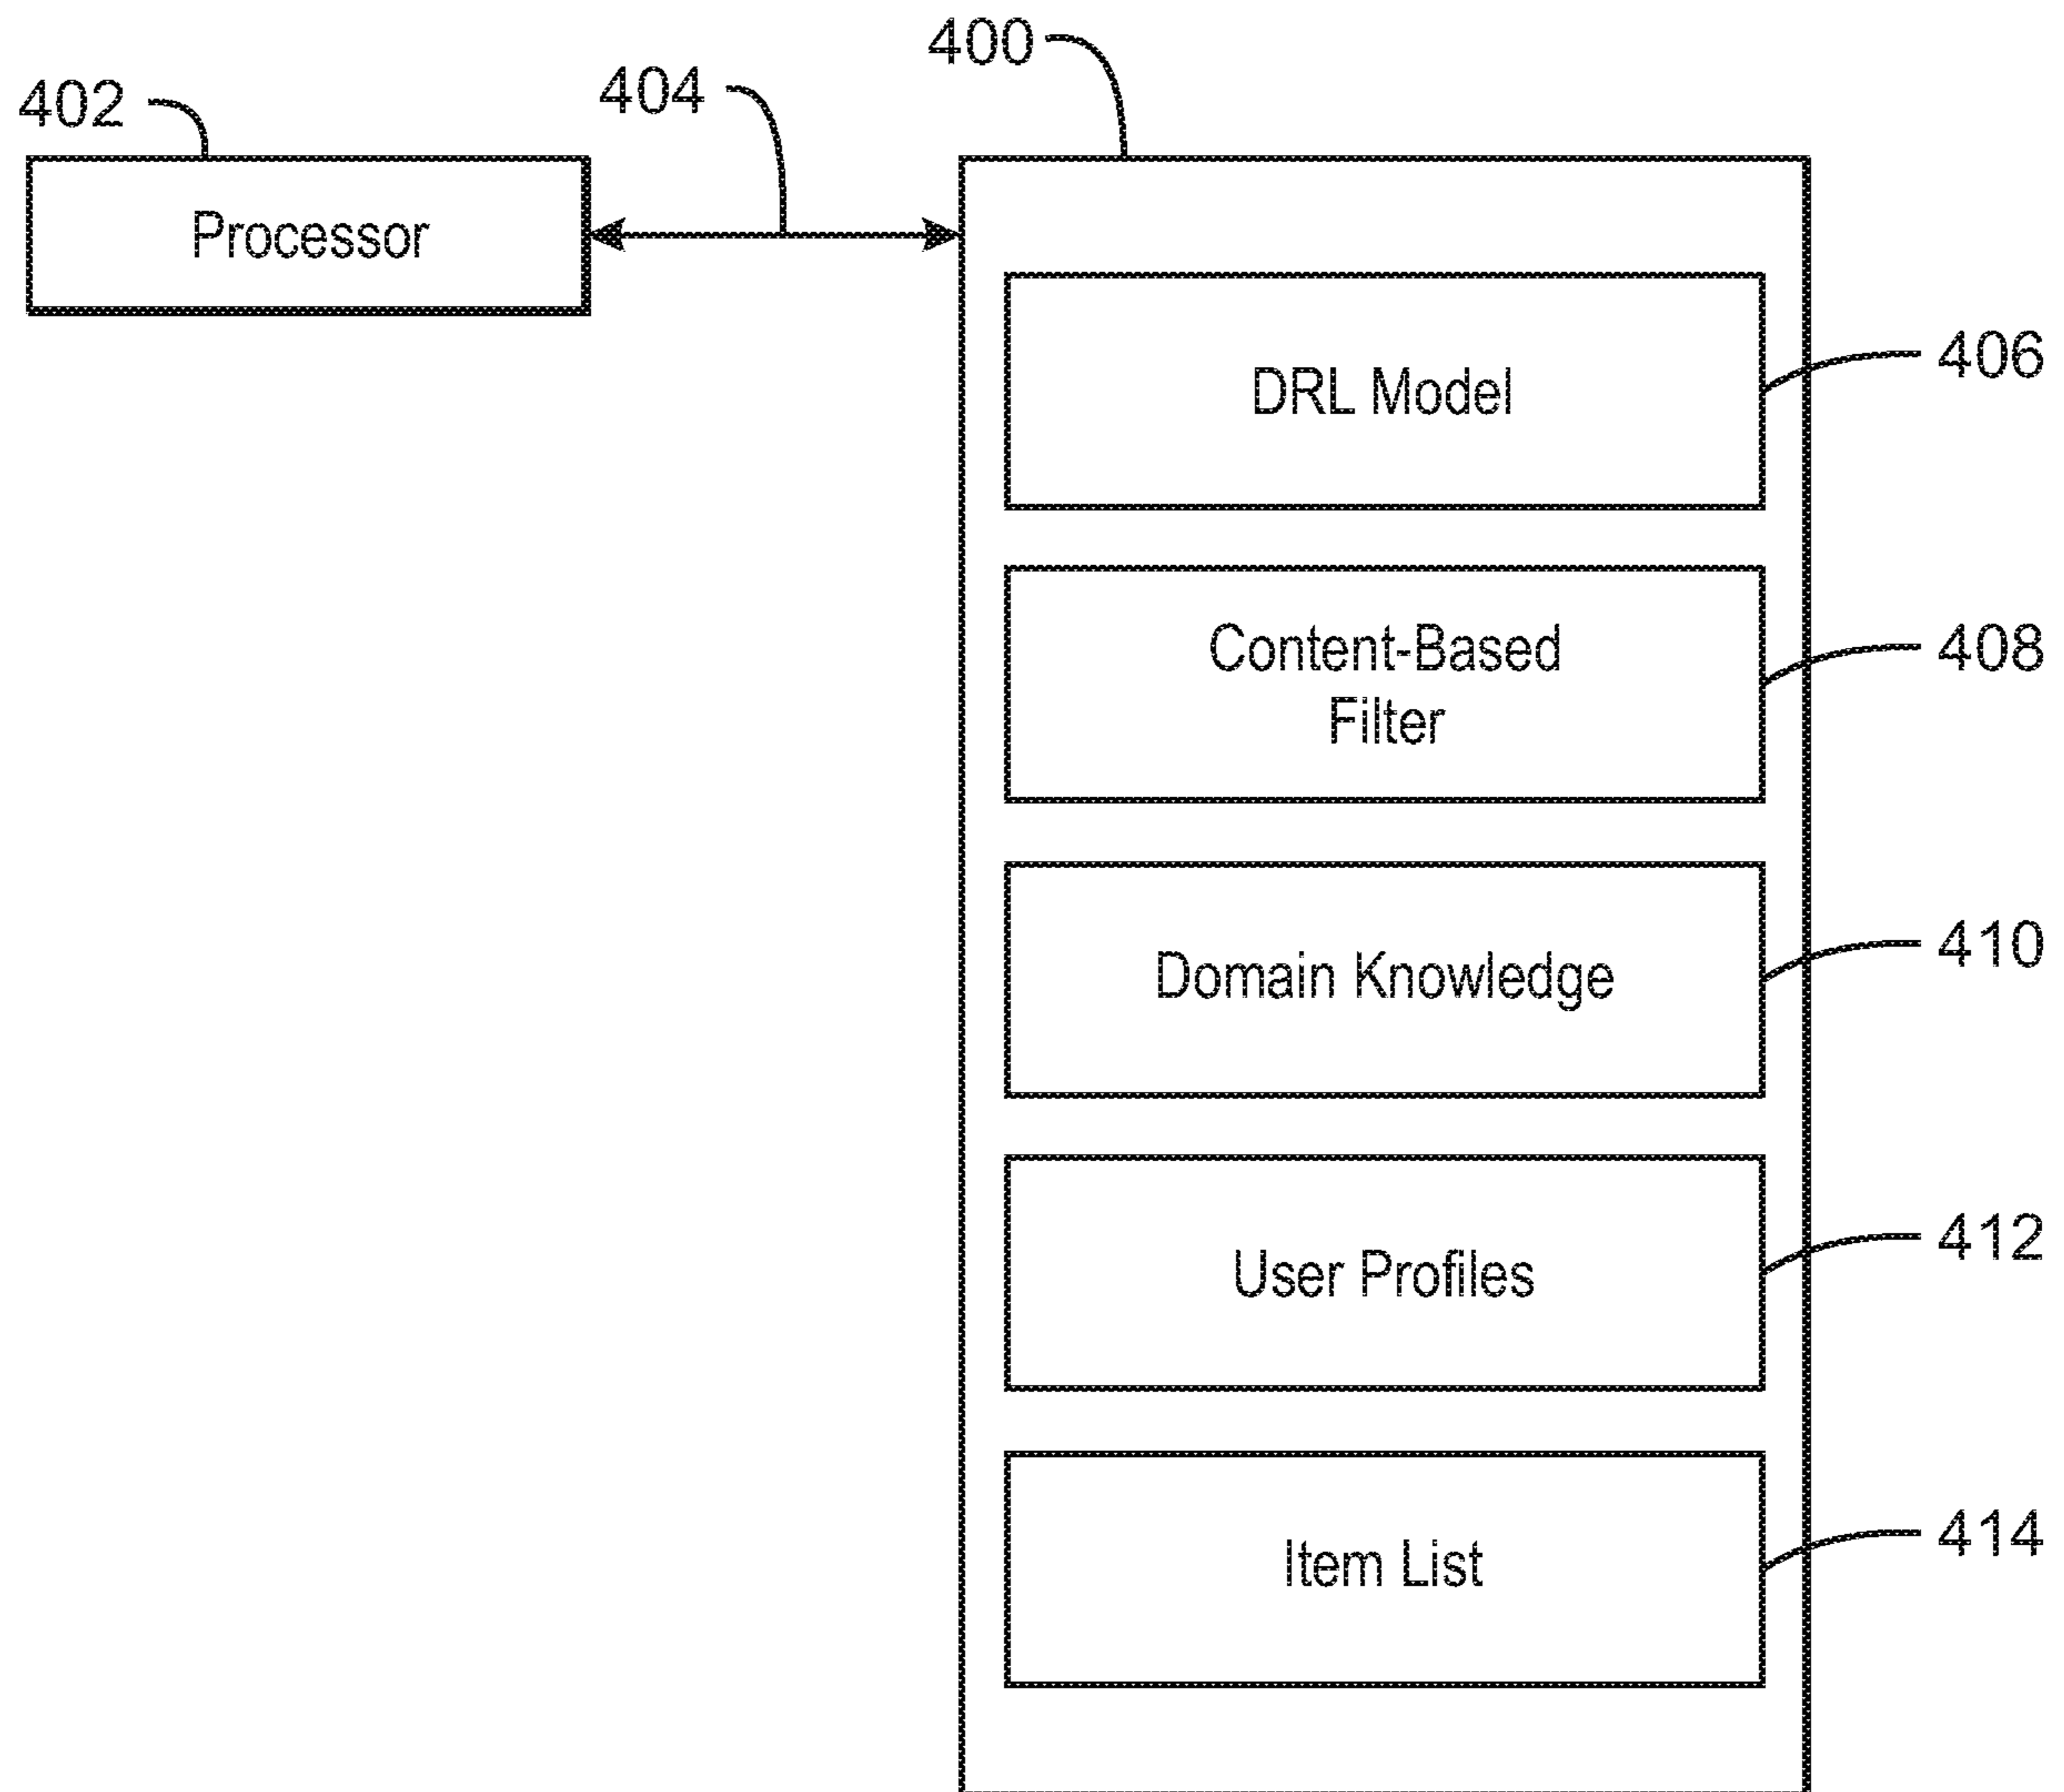 400
402
404
Processor
DRL Model
406
Content-Based
Filter
408
Domain Knowledge
410
User Profiles
412
Item List
414